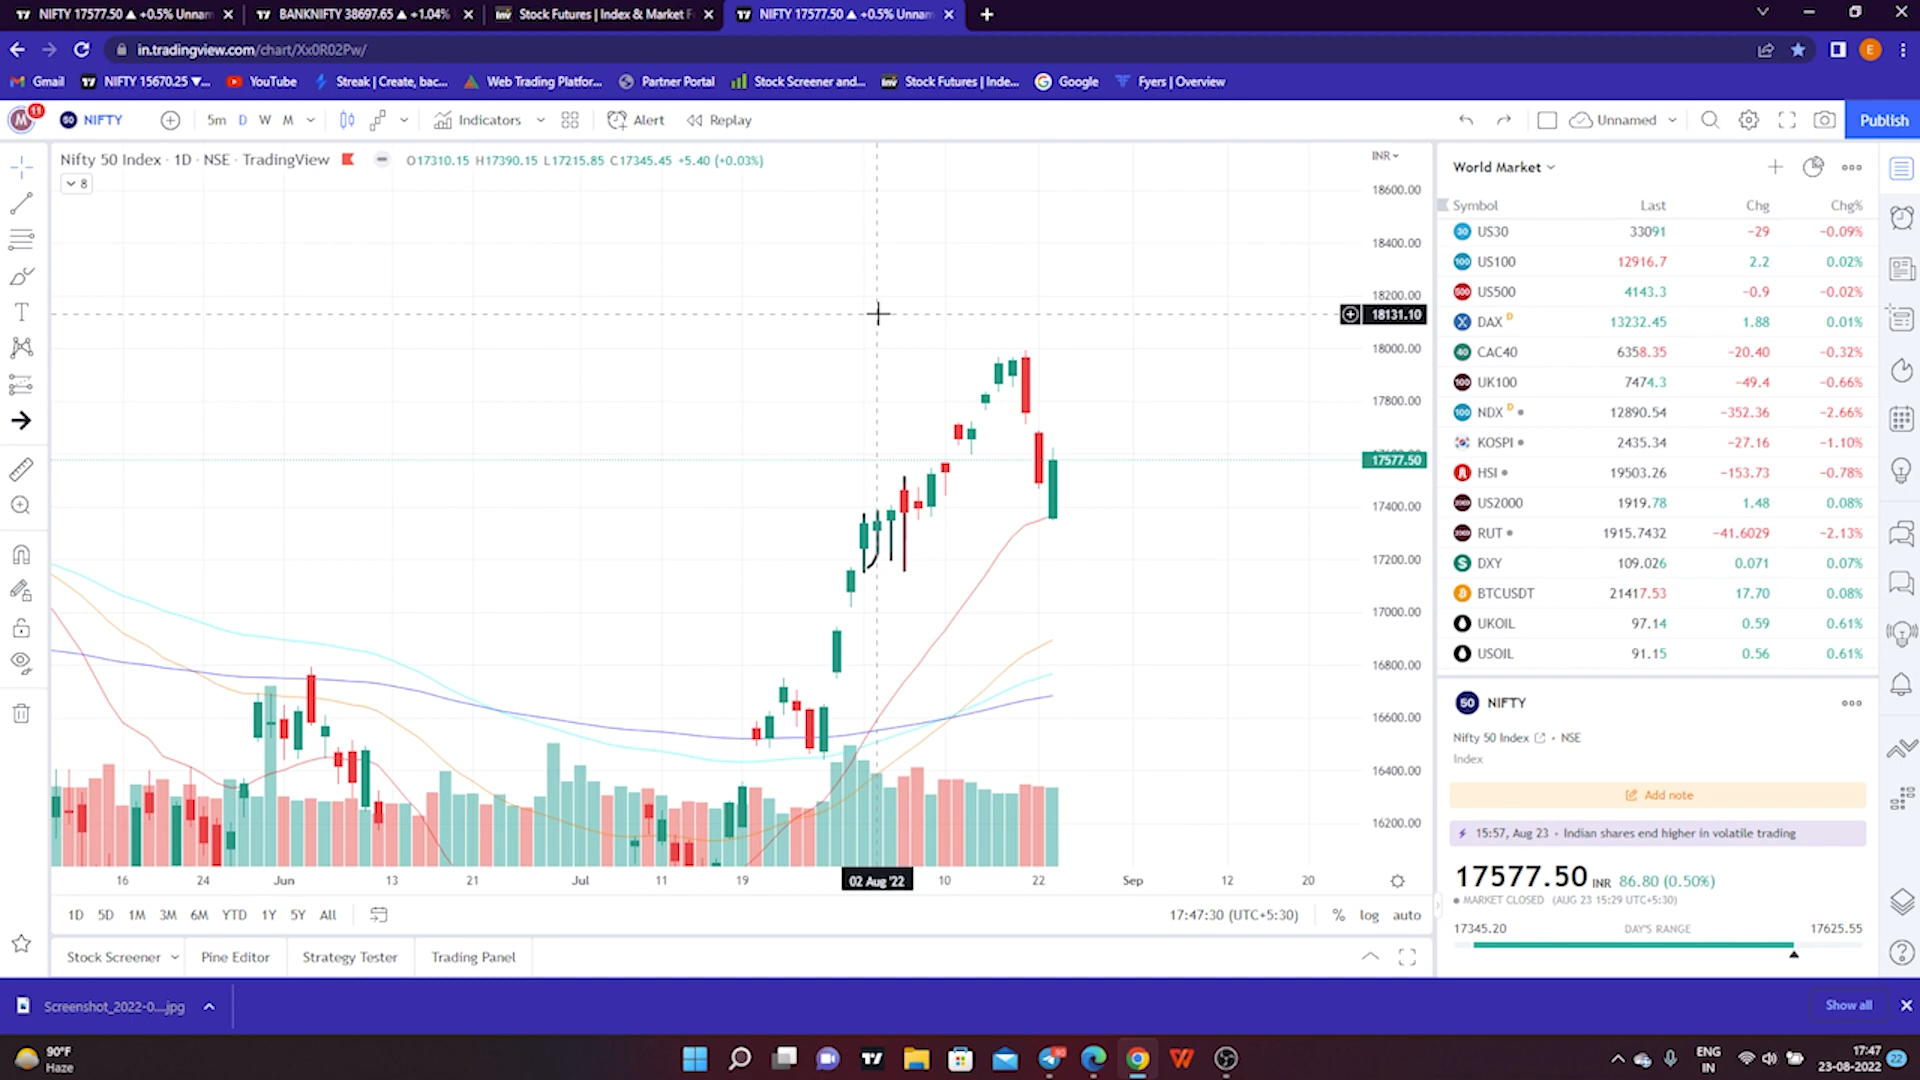 NIFTY 17577.50 ▲ +0.5% Unnam
BANKNIFTY 38697.65 ▲ +1.04%
Stock Futures | Index & Market F
NIFTY 17577.50 ▲ +0.5% Unnam
in.tradingview.com/chart/Xx0R02Pw/
E
Gmail
NIFTY 15670.25 ▼...
YouTube
Streak | Create, bac...
Web Trading Platfor...
Partner Portal
Stock Screener and...
Stock Futures | Inde...
Google
Fyers | Overview
M 11
50 NIFTY
5m D W M
Indicators
Alert
Replay
Unnamed
Publish
Nifty 50 Index · 1D · NSE · TradingView
O17310.15 H17390.15 L17215.85 C17345.45 +5.40 (+0.03%)
8
INR
18600.00
18400.00
18200.00
18131.10
18000.00
17800.00
17577.50
17400.00
17200.00
17000.00
16800.00
16600.00
16400.00
16200.00
16 24 Jun 13 21 Jul 11 19 02 Aug '22 10 22 Sep 12 20
1D 5D 1M 3M 6M YTD 1Y 5Y All
17:47:30 (UTC+5:30) % log auto
Stock Screener Pine Editor Strategy Tester Trading Panel
World Market
Symbol Last Chg Chg%
US30 33091 −29 −0.09%
US100 12916.7 2.2 0.02%
US500 4143.3 −0.9 −0.02%
DAX D 13232.45 1.88 0.01%
CAC40 6358.35 −20.40 −0.32%
UK100 7474.3 −49.4 −0.66%
NDX D 12890.54 −352.36 −2.66%
KOSPI 2435.34 −27.16 −1.10%
HSI 19503.26 −153.73 −0.78%
US2000 1919.78 1.48 0.08%
RUT 1915.7432 −41.6029 −2.13%
DXY 109.026 0.071 0.07%
BTCUSDT 21417.53 17.70 0.08%
UKOIL 97.14 0.59 0.61%
USOIL 91.15 0.56 0.61%
50 NIFTY
Nifty 50 Index · NSE
Index
Add note
15:57, Aug 23 · Indian shares end higher in volatile trading
17577.50 INR 86.80 (0.50%)
MARKET CLOSED (AUG 23 15:29 UTC+5:30)
17345.20 DAY'S RANGE 17625.55
Screenshot_2022-0....jpg
Show all
90°F
Haze
ENG
IN
17:47
23-08-2022
22